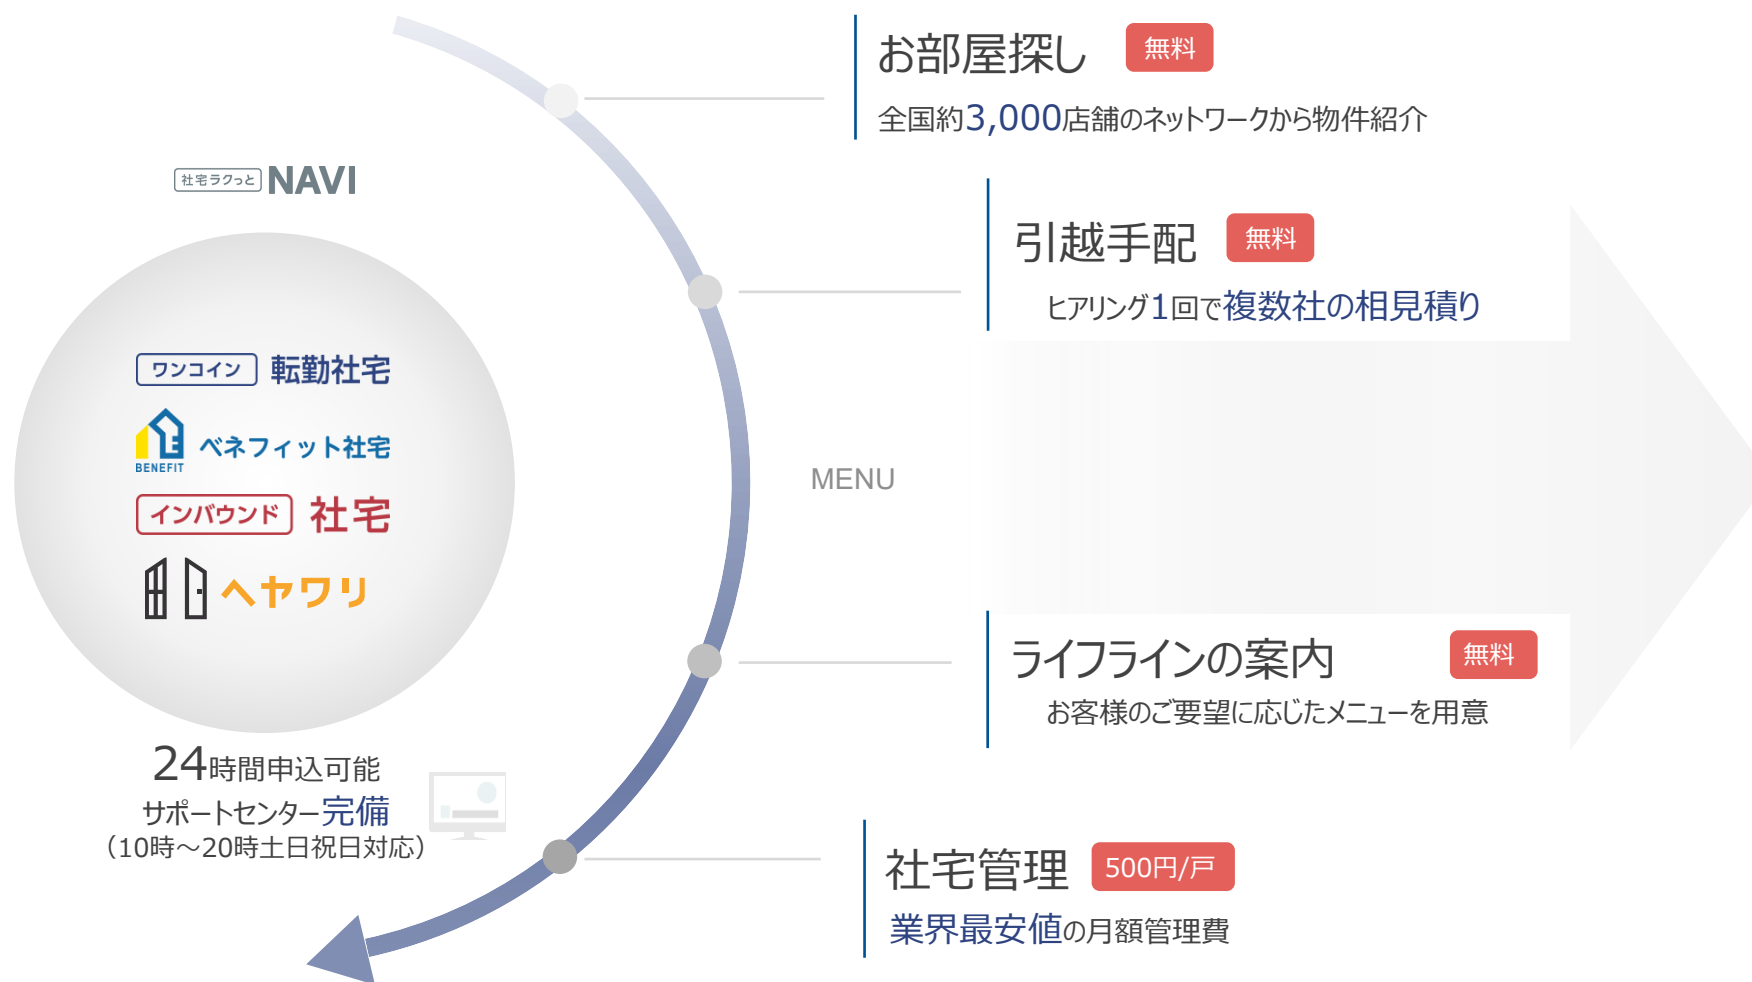 社宅ラクっと NAVI
ワンコイン 転勤社宅
BENEFIT ベネフィット社宅
インバウンド 社宅
ヘヤワリ
24時間申込可能
サポートセンター完備
（10時～20時土日祝日対応）
MENU
お部屋探し 無料
全国約3,000店舗のネットワークから物件紹介
引越手配 無料
ヒアリング1回で複数社の相見積り
ライフラインの案内 無料
お客様のご要望に応じたメニューを用意
社宅管理 500円/戸
業界最安値の月額管理費